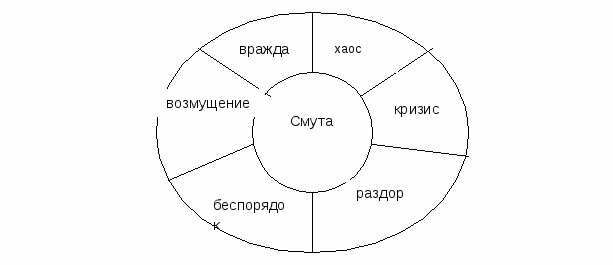 вражда
хаос
возмущение
кризис
Смута
раздор
беспорядо
к